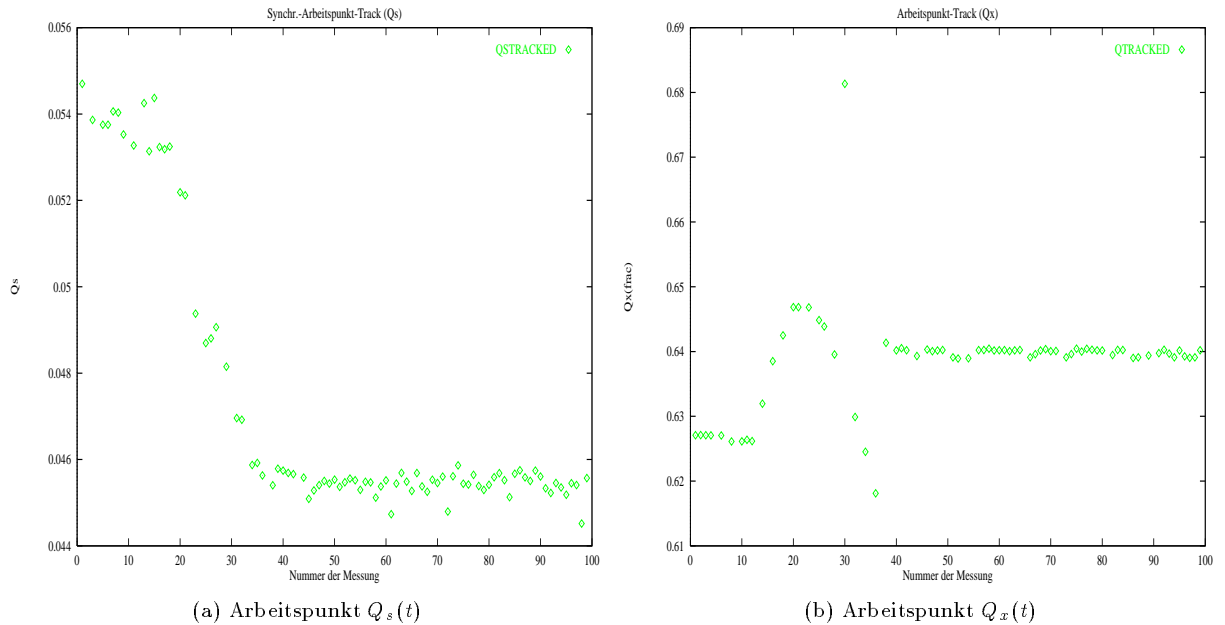 Synchr.-Arbeitspunkt-Track (Qs)
QSTRACKED
0.056
0.054
0.052
0.05
0.048
0.046
0.044
Qs
0 10 20 30 40 50 60 70 80 90 100
Nummer der Messung
(a) Arbeitspunkt Qs(t)
Arbeitspunkt-Track (Qx)
QTRACKED
0.69
0.68
0.67
0.66
0.65
0.64
0.63
0.62
0.61
Qx(frac)
0 10 20 30 40 50 60 70 80 90 100
Nummer der Messung
(b) Arbeitspunkt Qx(t)